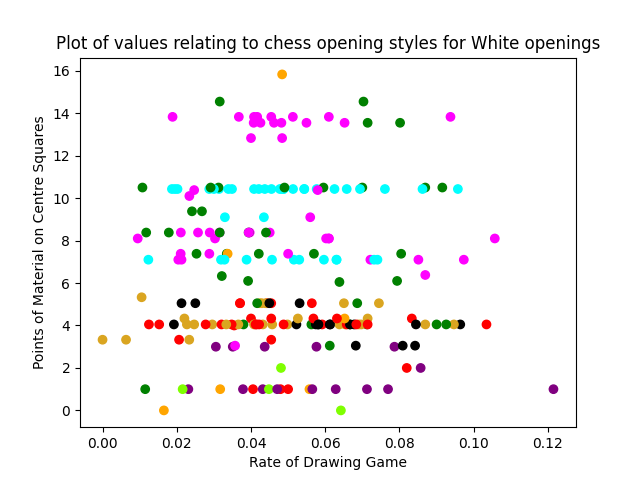 Plot of values relating to chess opening styles for White openings
16
14
12
10
8
6
4
2
0
Points of Material on Centre Squares
0.00 0.02 0.04 0.06 0.08 0.10 0.12
Rate of Drawing Game